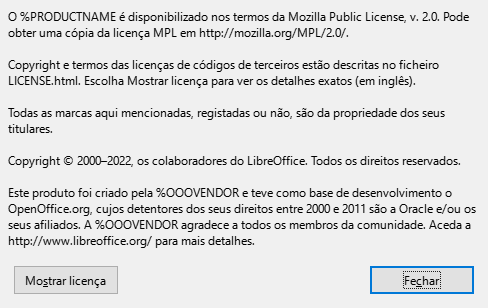 O %PRODUCTNAME é disponibilizado nos termos da Mozilla Public License, v. 2.0. Pode
obter uma cópia da licença MPL em http://mozilla.org/MPL/2.0/.
Copyright e termos das licenças de códigos de terceiros estão descritas no ficheiro
LICENSE.html. Escolha Mostrar licença para ver os detalhes exatos (em inglês).
Todas as marcas aqui mencionadas, registadas ou não, são da propriedade dos seus
titulares.
Copyright © 2000–2022, os colaboradores do LibreOffice. Todos os direitos reservados.
Este produto foi criado pela %OOOVENDOR e teve como base de desenvolvimento o
OpenOffice.org, cujos detentores dos seus direitos entre 2000 e 2011 são a Oracle e/ou os
seus afiliados. A %OOOVENDOR agradece a todos os membros da comunidade. Aceda a
http://www.libreoffice.org/ para mais detalhes.
Mostrar licença
Fechar